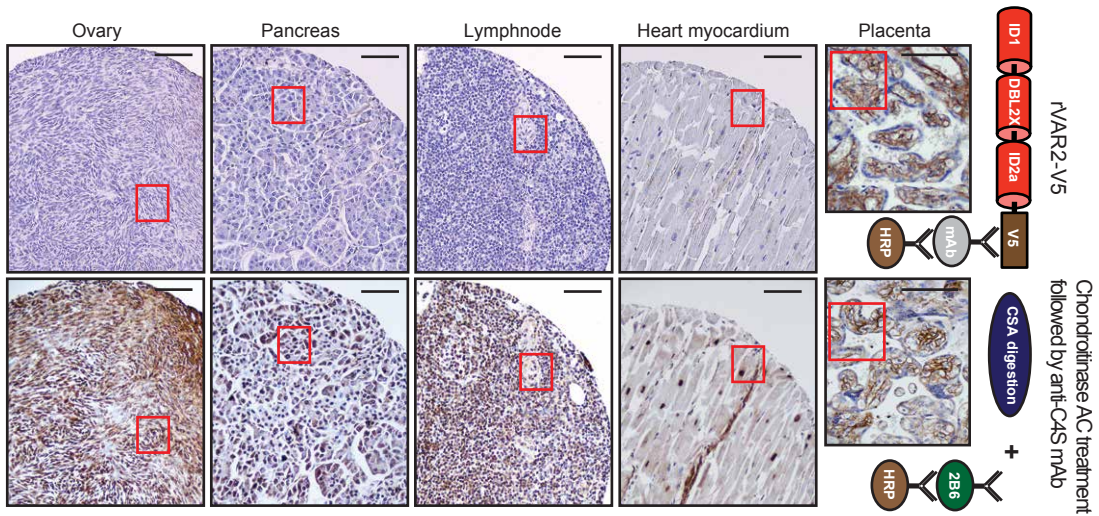 Ovary
Pancreas
Lymphnode
Heart myocardium
Placenta
ID1
DBL2X
ID2a
V5
mAb
HRP
rVAR2-V5
CSA digestion
+
2B6
HRP
Chondroitinase AC treatment
followed by anti-C4S mAb